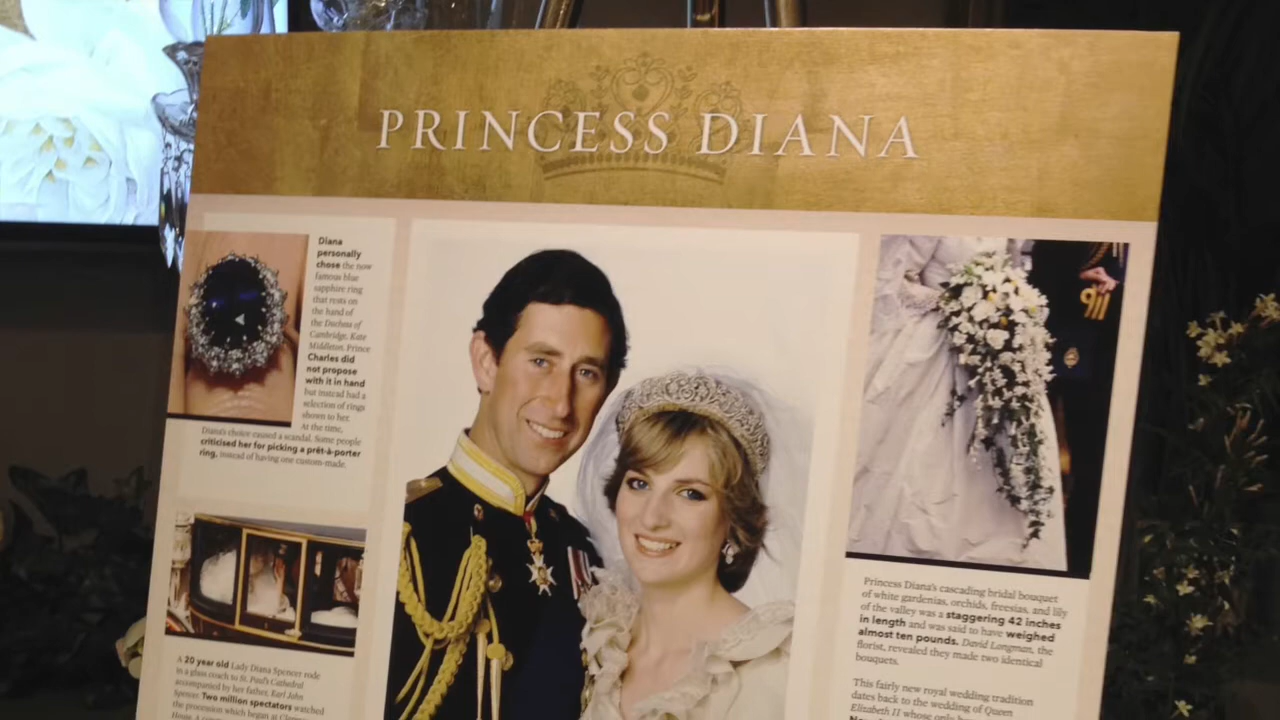 PRINCESS DIANA
Diana
personally
chose the now
famous blue
sapphire ring
that rests on
the hand of
the Duchess of
Cambridge, Kate
Middleton. Prince
Charles did
not propose
with it in hand
but instead had a
selection of rings
shown to her.
At the time,
Diana's choice caused a scandal. Some people
criticised her for picking a prêt-à-porter
ring, instead of having one custom-made.
A 20 year old Lady Diana Spencer rode
in a glass coach to St. Paul's Cathedral
accompanied by her father, Earl John
Spencer. Two million spectators watched
the procession which began at
House. A
Princess Diana's cascading bridal bouquet
of white gardenias, orchids, freesias, and lily
of the valley was a staggering 42 inches
in length and was said to have weighed
almost ten pounds. David Longman, the
florist, revealed they made two identical
bouquets.
This fairly new royal wedding tradition
dates back to the wedding of Queen
Elizabeth II whose only